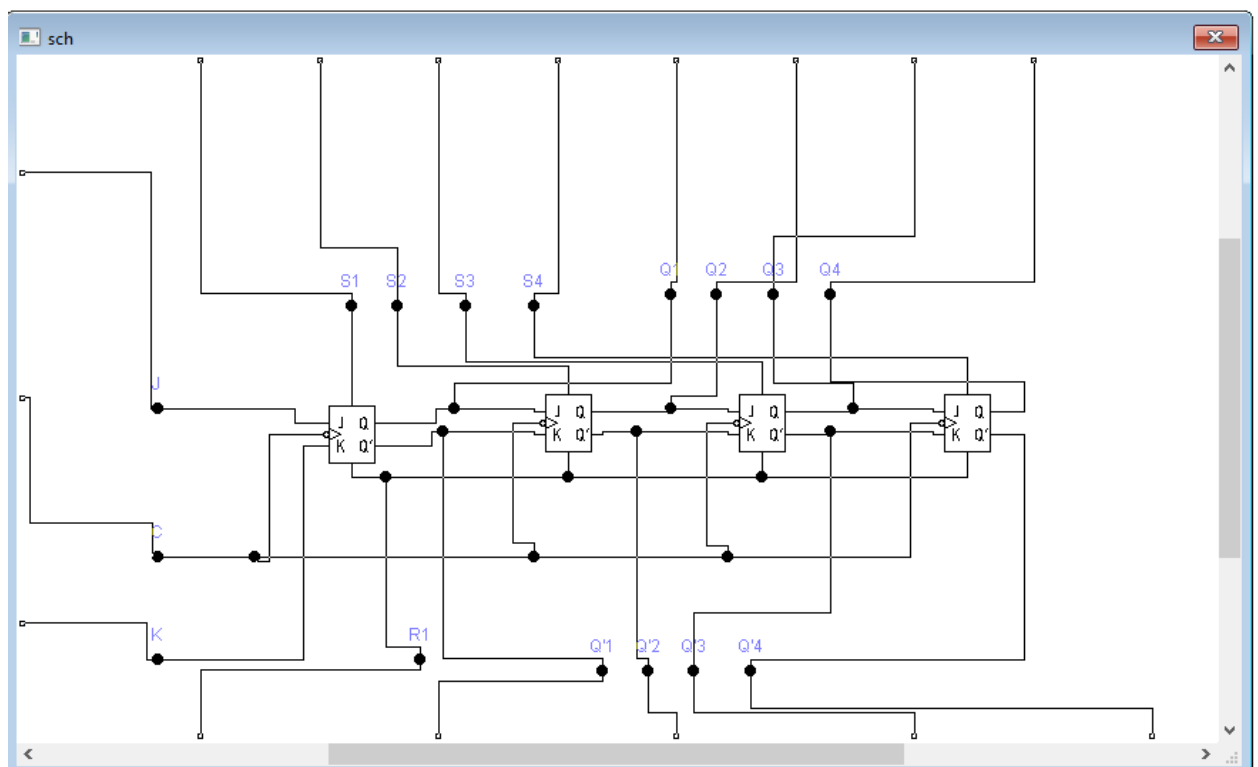 sch
S1 S2 S3 S4 Q1 Q2 Q3 Q4
J
J Q J Q J Q J Q
K Q' K Q' K Q' K Q'
C
K R1 Q'1 Q'2 Q'3 Q'4